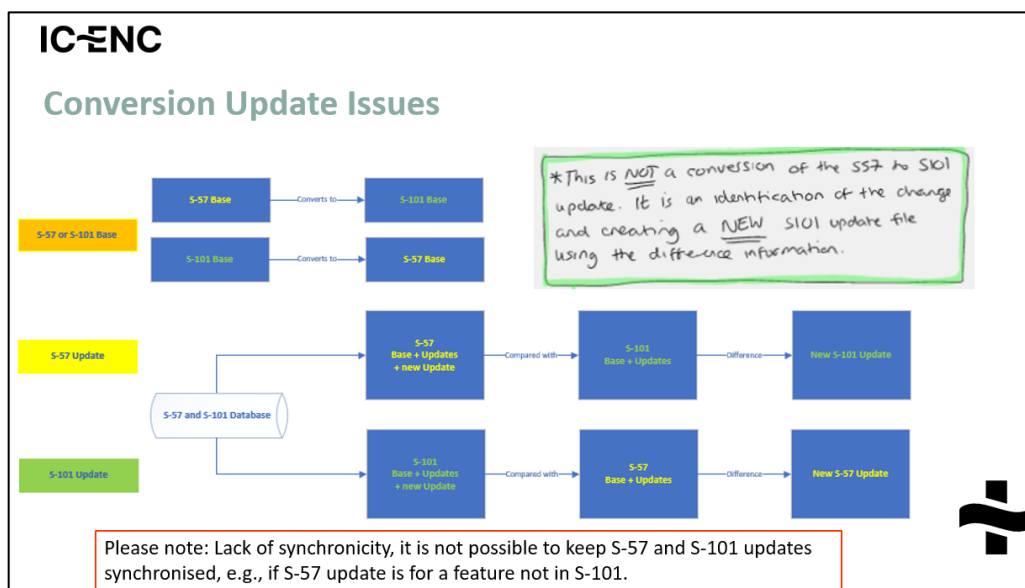 IC-ENC
Conversion Update Issues
*This is NOT a conversion of the S57 to S101
update. It is an identification of the change
and creating a NEW S101 update file
using the difference information.
S-57 or S-101 Base
S-57 Base
Converts to
S-101 Base
S-101 Base
Converts to
S-57 Base
S-57 Update
S-57
Base + Updates
+ new Update
Compared with
S-101
Base + Updates
Difference
New S-101 Update
S-57 and S-101 Database
S-101 Update
S-101
Base + Updates
+ new Update
Compared with
S-57
Base + Updates
Difference
New S-57 Update
Please note: Lack of synchronicity, it is not possible to keep S-57 and S-101 updates
synchronised, e.g., if S-57 update is for a feature not in S-101.